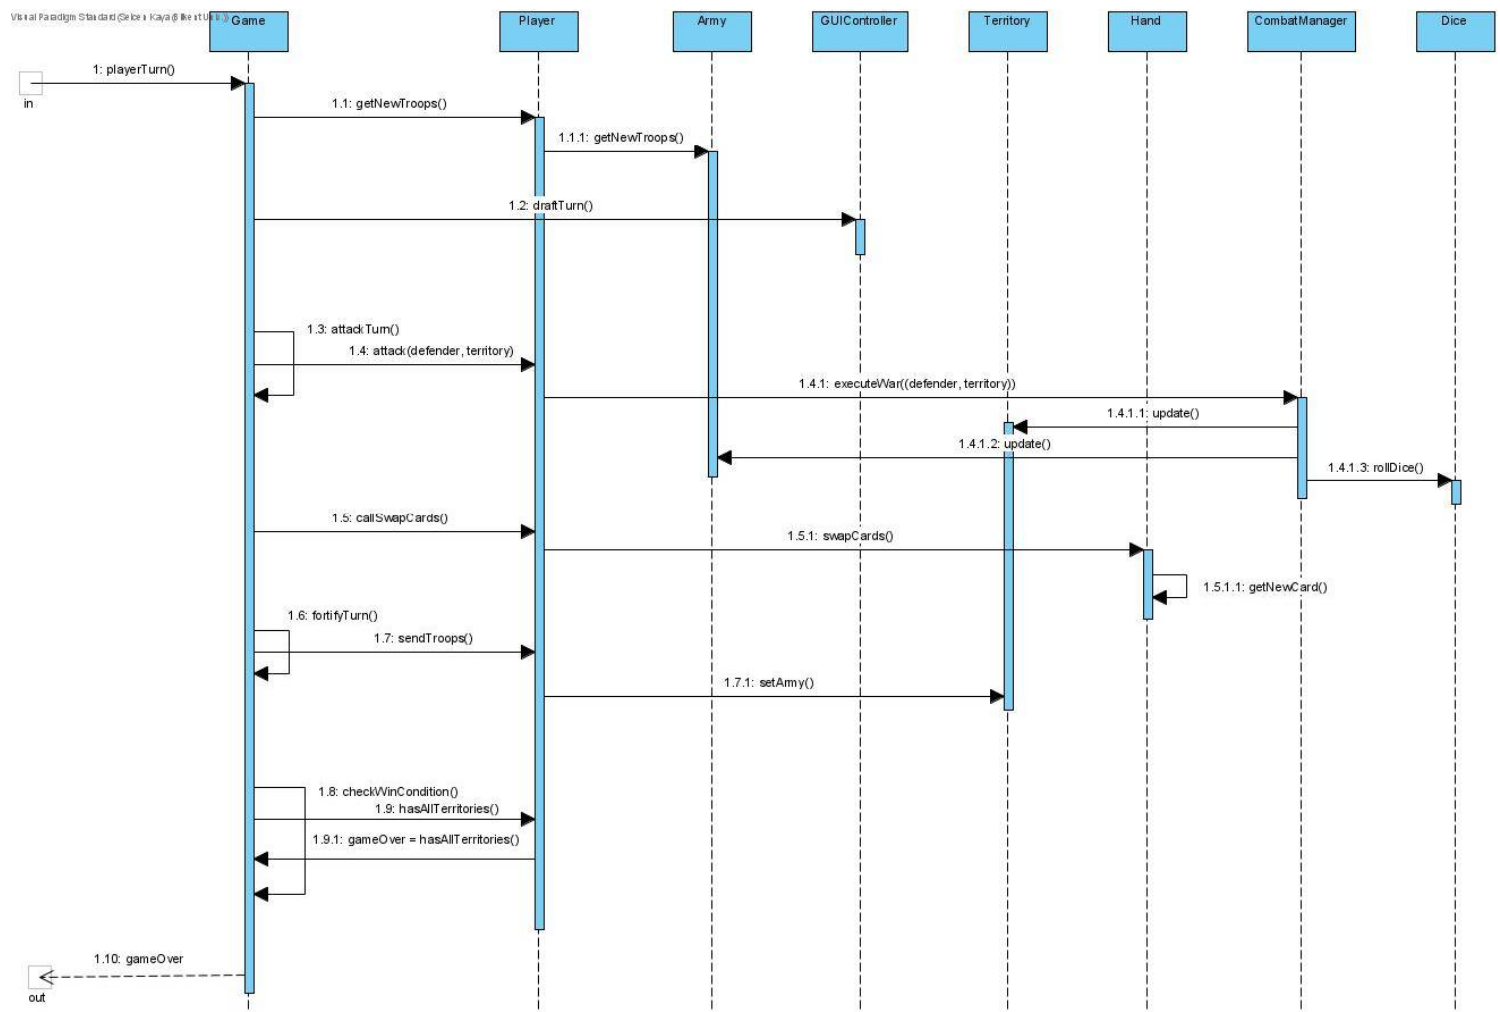 Visual Paradigm Standard
Game
Player
Army
GUIController
Territory
Hand
CombatManager
Dice
1: playerTurn()
in
1.1: getNewTroops()
1.1.1: getNewTroops()
1.2: draftTurn()
1.3: attackTurn()
1.4: attack(defender, territory)
1.4.1: executeWar((defender, territory))
1.4.1.1: update()
1.4.1.2: update()
1.4.1.3: rollDice()
1.5: callSwapCards()
1.5.1: swapCards()
1.5.1.1: getNewCard()
1.6: fortifyTurn()
1.7: sendTroops()
1.7.1: setArmy()
1.8: checkWinCondition()
1.9: hasAllTerritories()
1.9.1: gameOver = hasAllTerritories()
1.10: gameOver
out